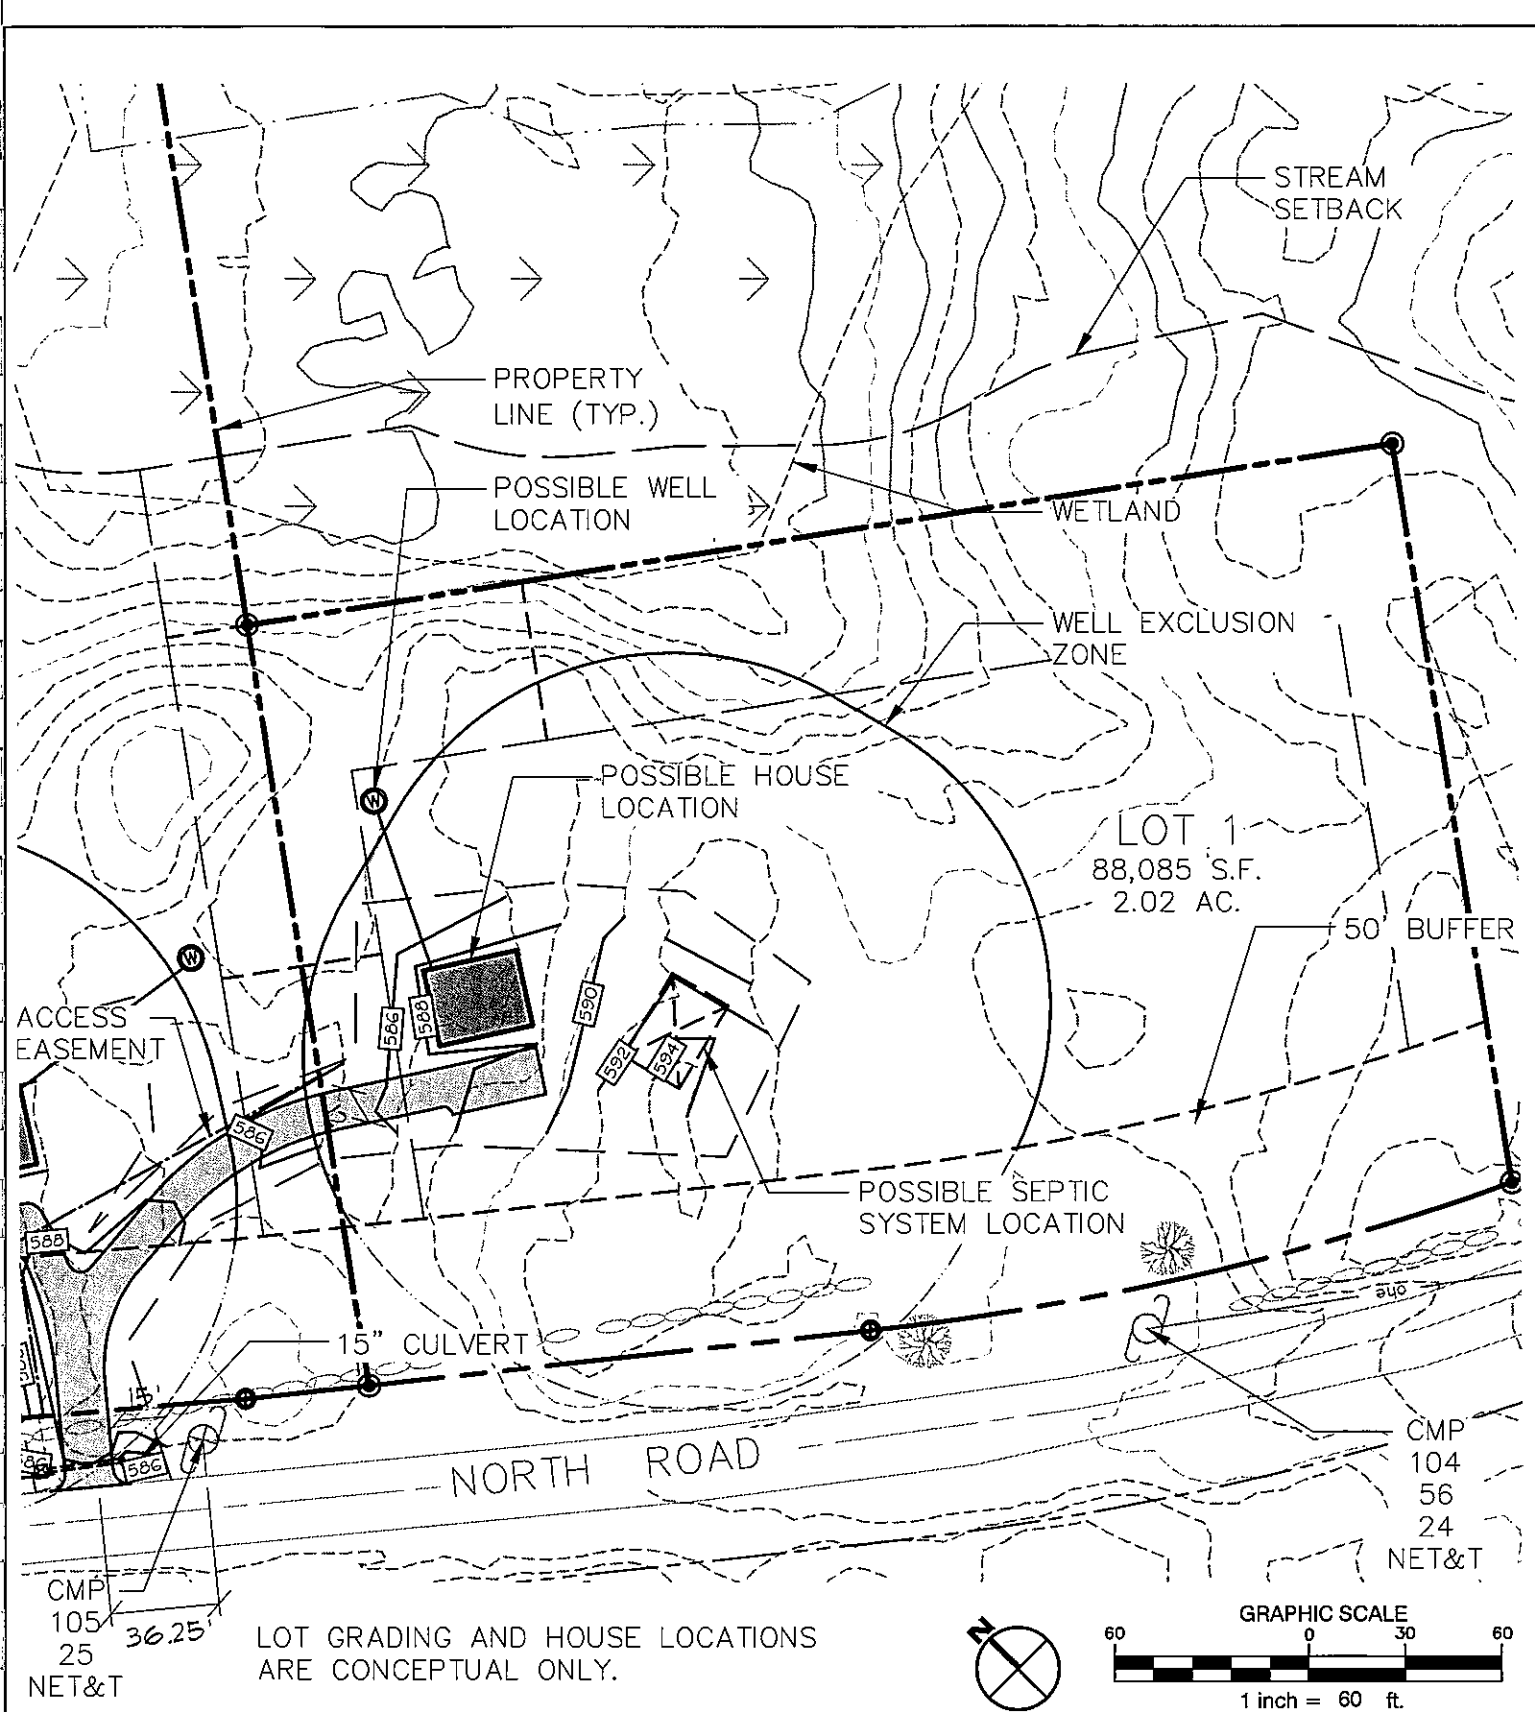 STREAM
SETBACK
PROPERTY
LINE (TYP.)
POSSIBLE WELL
LOCATION
WETLAND
WELL EXCLUSION
ZONE
POSSIBLE HOUSE
LOCATION
W
LOT 1
88,085 S.F.
2.02 AC.
50' BUFFER
W
ACCESS
EASEMENT
586
588
590
592
594
586
588
POSSIBLE SEPTIC
SYSTEM LOCATION
ohe
15" CULVERT
15'
586
NORTH ROAD
CMP
104
56
24
NET&T
CMP
105
25
NET&T
36.25'
LOT GRADING AND HOUSE LOCATIONS
ARE CONCEPTUAL ONLY.
N
GRAPHIC SCALE
60 0 30 60
1 inch = 60 ft.